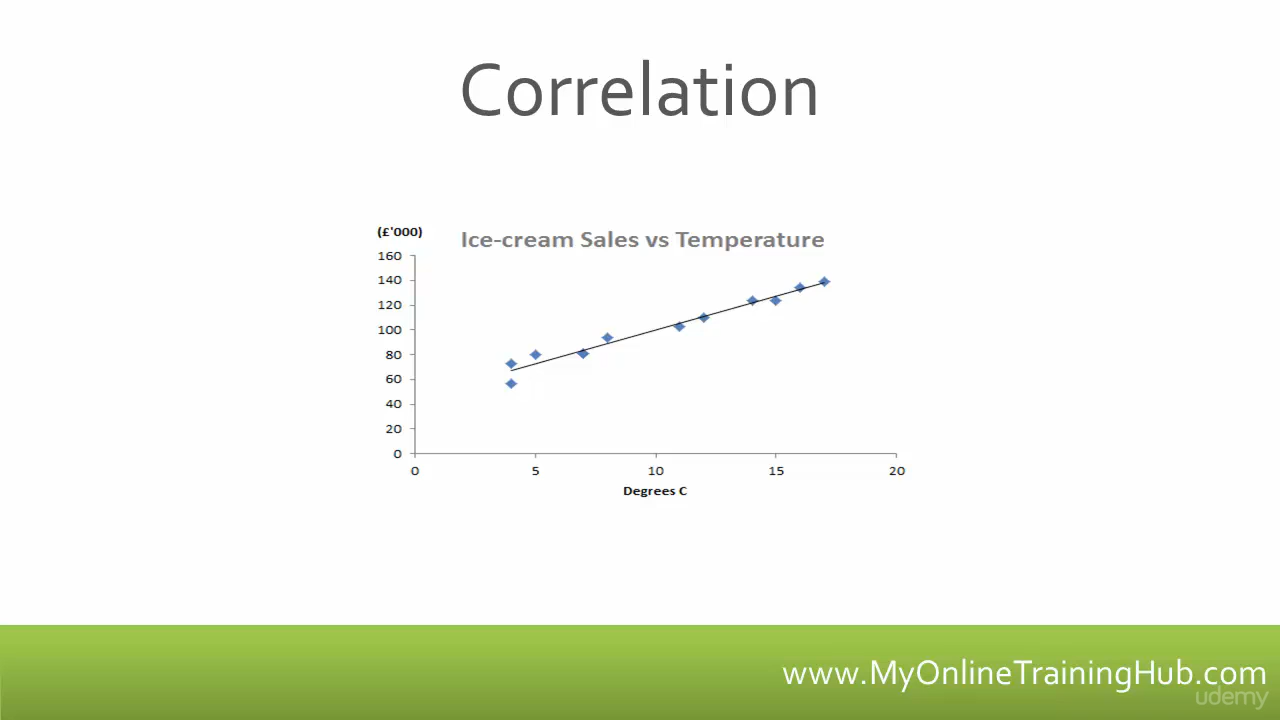 Correlation
(£'000)
Ice-cream Sales vs Temperature
160
140
120
100
80
60
40
20
0
0 5 10 15 20
Degrees C
www.MyOnlineTrainingHub.com
udemy